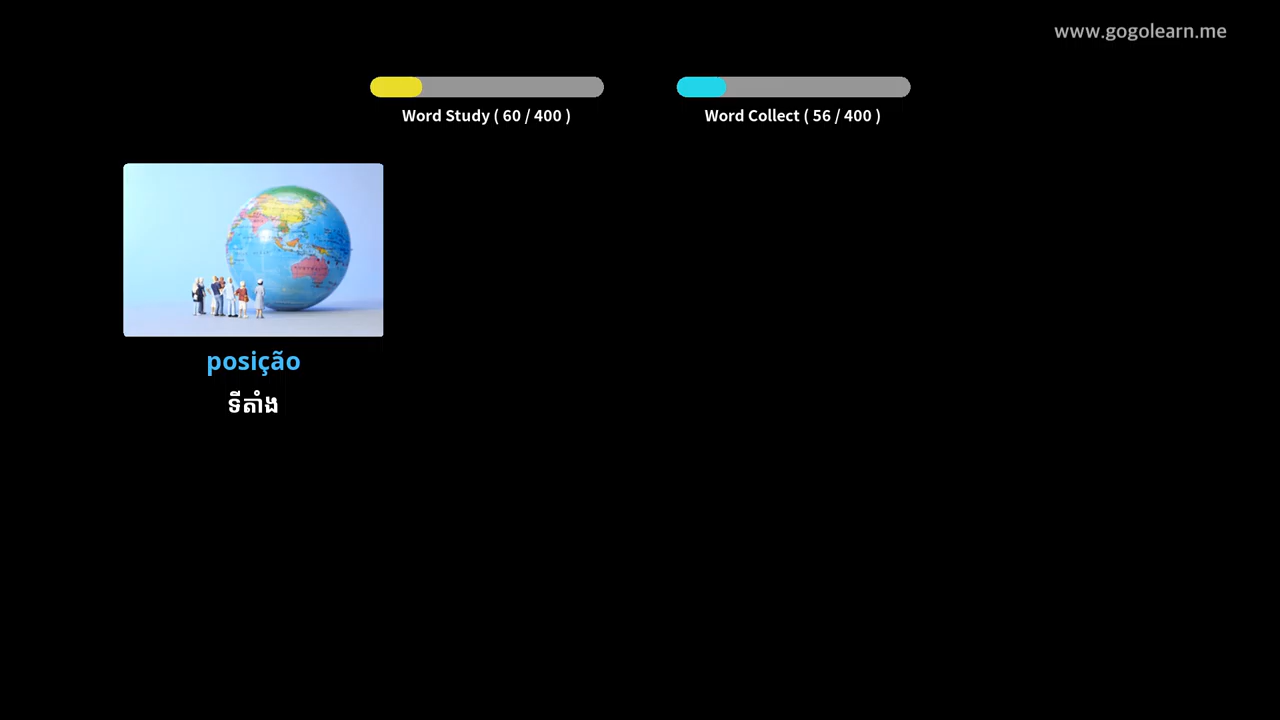 www.gogolearn.me
Word Study ( 60 / 400 )
Word Collect ( 56 / 400 )
posição
ទីតាំង